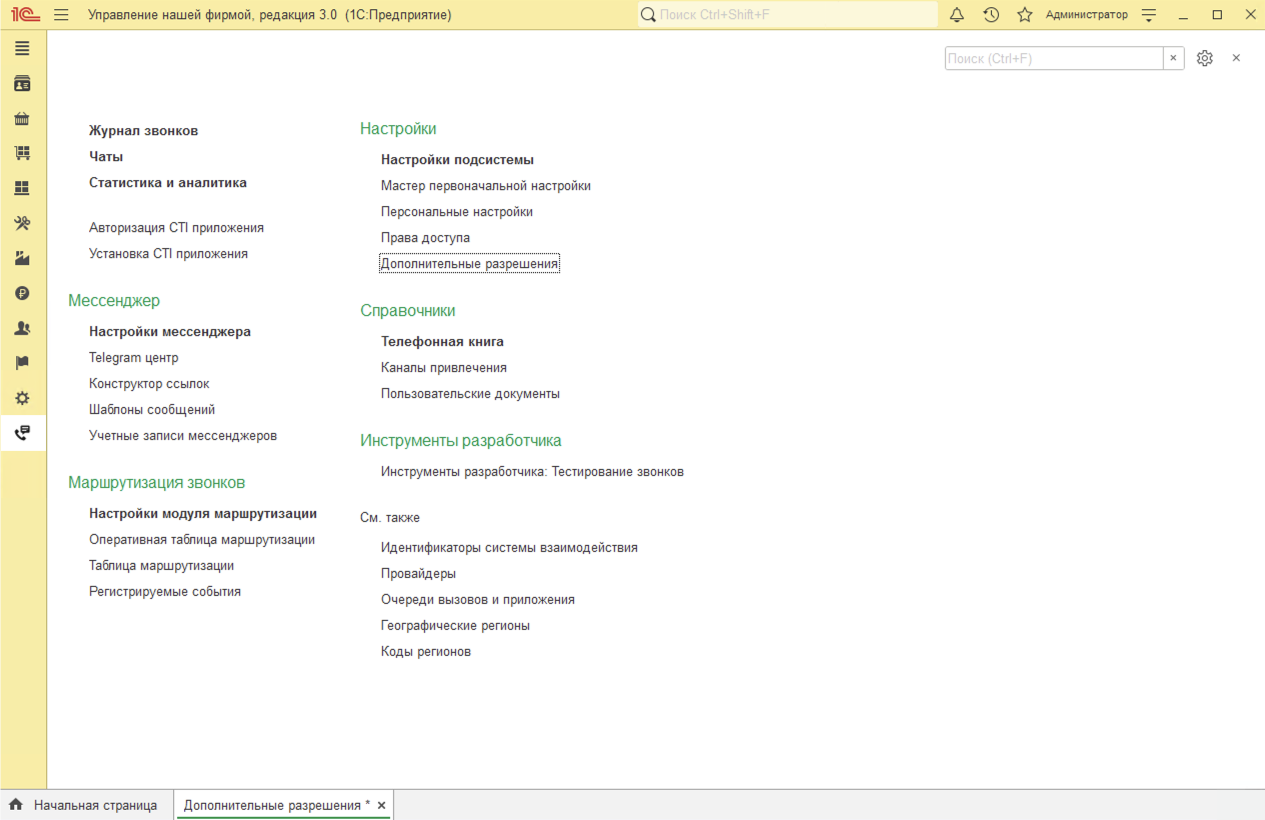 1С Управление нашей фирмой, редакция 3.0 (1С:Предприятие) Поиск Ctrl+Shift+F Администратор
Поиск (Ctrl+F) ×
Журнал звонков
Чаты
Статистика и аналитика
Авторизация CTI приложения
Установка CTI приложения
Мессенджер
Настройки мессенджера
Telegram центр
Конструктор ссылок
Шаблоны сообщений
Учетные записи мессенджеров
Маршрутизация звонков
Настройки модуля маршрутизации
Оперативная таблица маршрутизации
Таблица маршрутизации
Регистрируемые события
Настройки
Настройки подсистемы
Мастер первоначальной настройки
Персональные настройки
Права доступа
Дополнительные разрешения
Справочники
Телефонная книга
Каналы привлечения
Пользовательские документы
Инструменты разработчика
Инструменты разработчика: Тестирование звонков
См. также
Идентификаторы системы взаимодействия
Провайдеры
Очереди вызовов и приложения
Географические регионы
Коды регионов
Начальная страница Дополнительные разрешения * ×